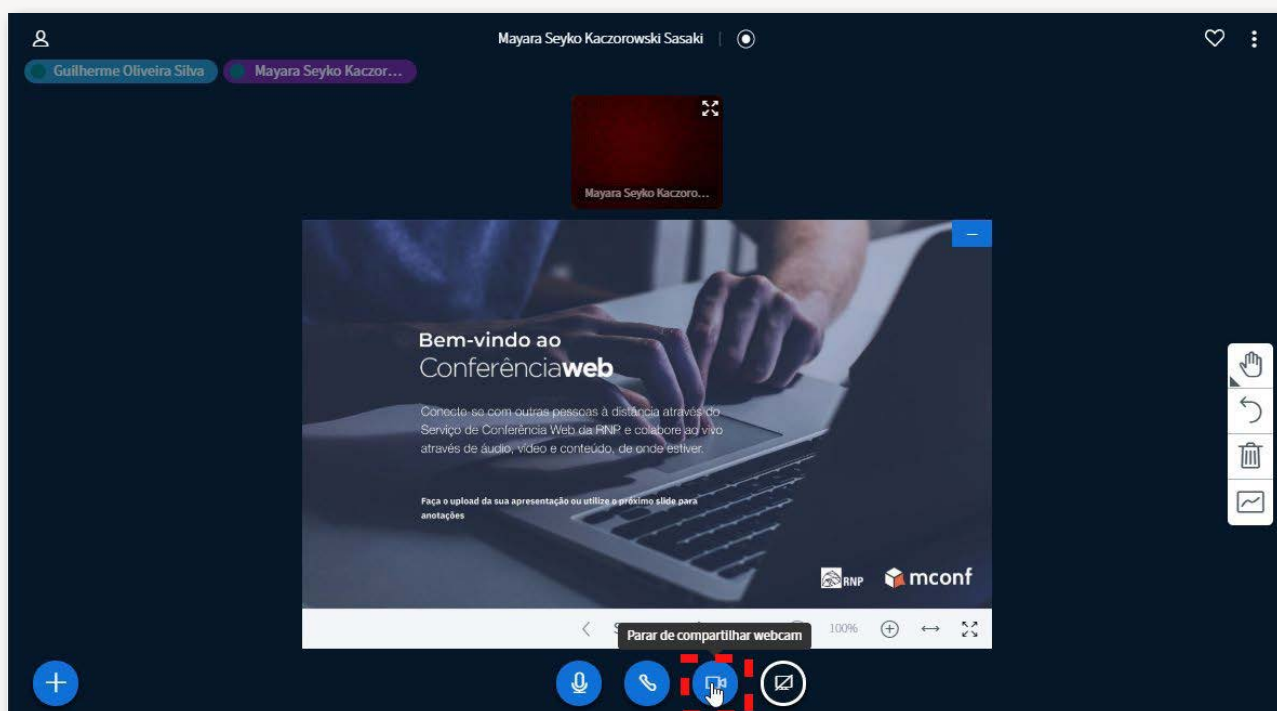 Mayara Seyko Kaczorowski Sasaki
Guilherme Oliveira Silva
Mayara Seyko Kaczor...
Mayara Seyko Kaczoro...
Bem-vindo ao
Conferênciaweb
Conecte-se com outras pessoas à distância através do
Serviço de Conferência Web da RNP e colabore ao vivo
através de áudio, vídeo e conteúdo, de onde estiver.
Faça o upload da sua apresentação ou utilize o próximo slide para
anotações
RNP mconf
100%
Parar de compartilhar webcam